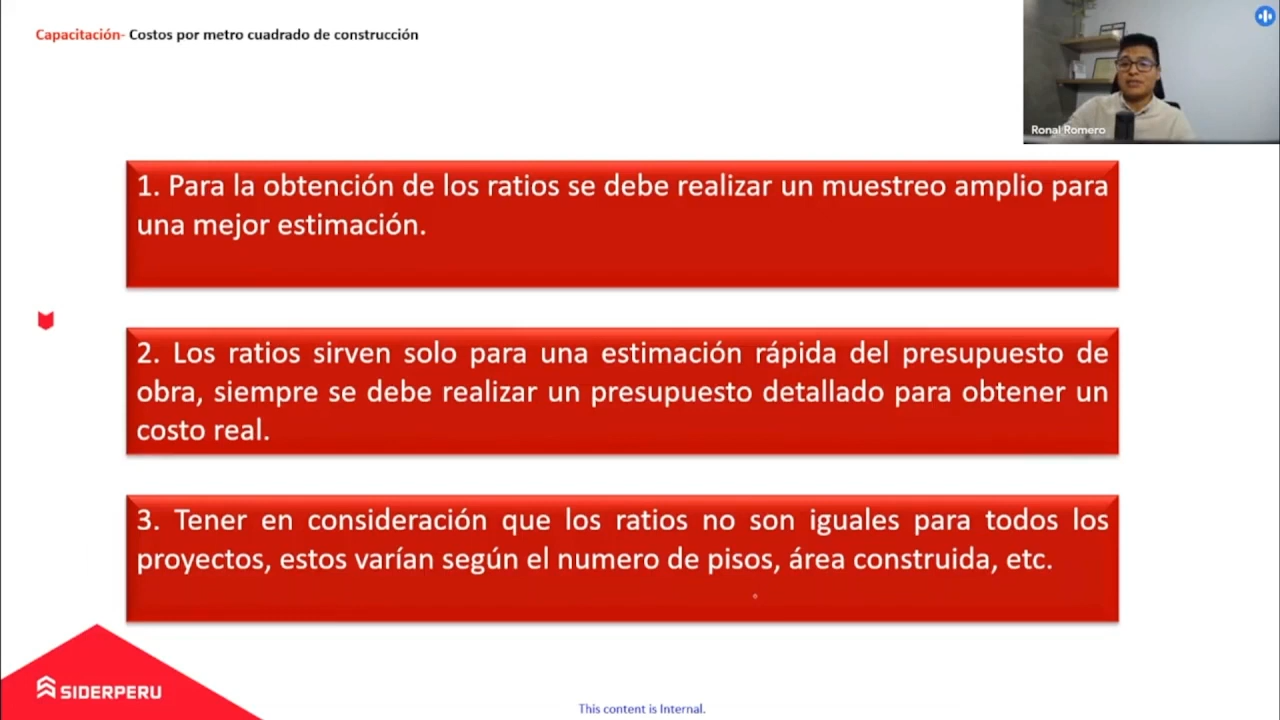 Capacitación- Costos por metro cuadrado de construcción
Ronal Romero
1. Para la obtención de los ratios se debe realizar un muestreo amplio para
una mejor estimación.
2. Los ratios sirven solo para una estimación rápida del presupuesto de
obra, siempre se debe realizar un presupuesto detallado para obtener un
costo real.
3. Tener en consideración que los ratios no son iguales para todos los
proyectos, estos varían según el numero de pisos, área construida, etc.
SIDERPERU
This content is Internal.